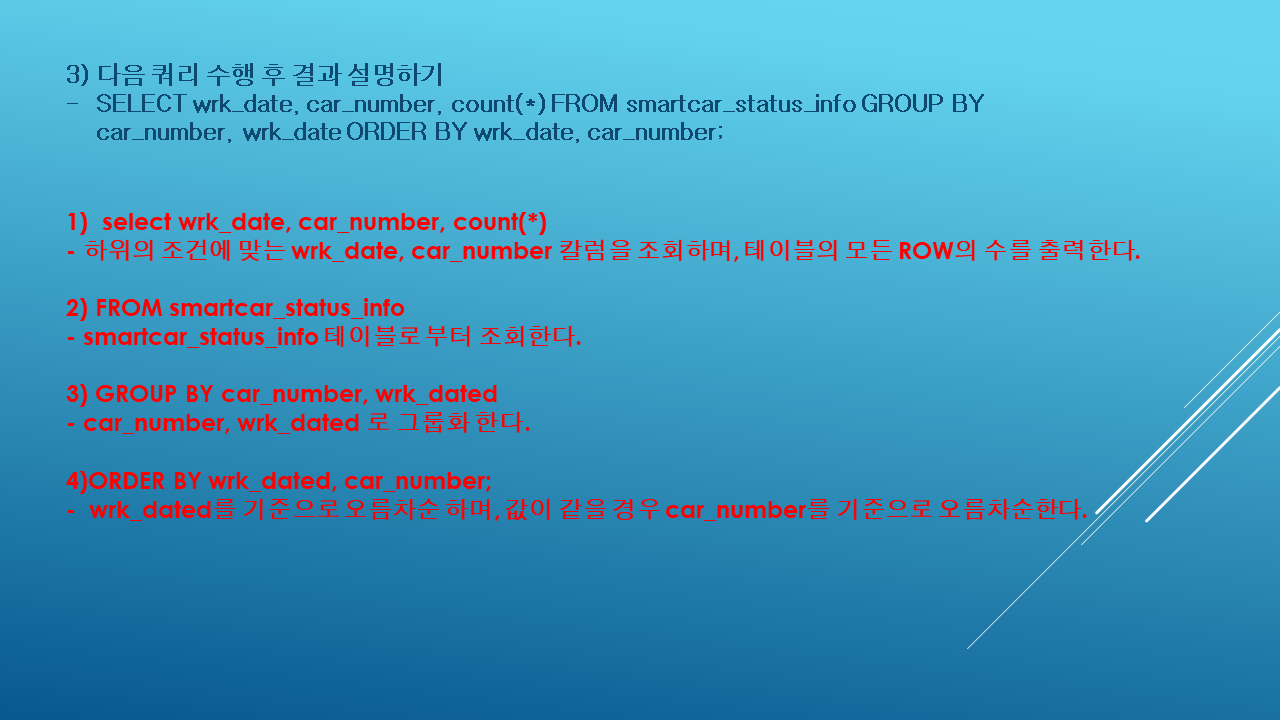 3) 다음 쿼리 수행 후 결과 설명하기
- SELECT wrk_date, car_number, count(*) FROM smartcar_status_info GROUP BY
car_number, wrk_date ORDER BY wrk_date, car_number;
1) select wrk_date, car_number, count(*)
- 하위의 조건에 맞는 wrk_date, car_number 칼럼을 조회하며, 테이블의 모든 ROW의 수를 출력한다.
2) FROM smartcar_status_info
- smartcar_status_info 테이블로 부터 조회한다.
3) GROUP BY car_number, wrk_dated
- car_number, wrk_dated 로 그룹화 한다.
4)ORDER BY wrk_dated, car_number;
- wrk_dated를 기준으로 오름차순 하며, 값이 같을 경우 car_number를 기준으로 오름차순한다.